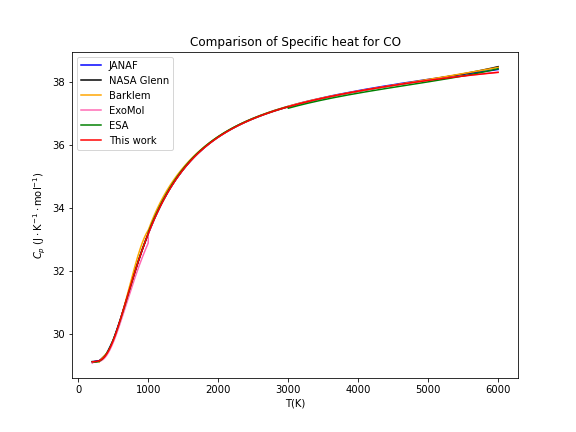 Comparison of Specific heat for CO
JANAF
NASA Glenn
Barklem
ExoMol
ESA
This work
38
36
34
32
30
C_p (J · K⁻¹ · mol⁻¹)
0 1000 2000 3000 4000 5000 6000
T(K)